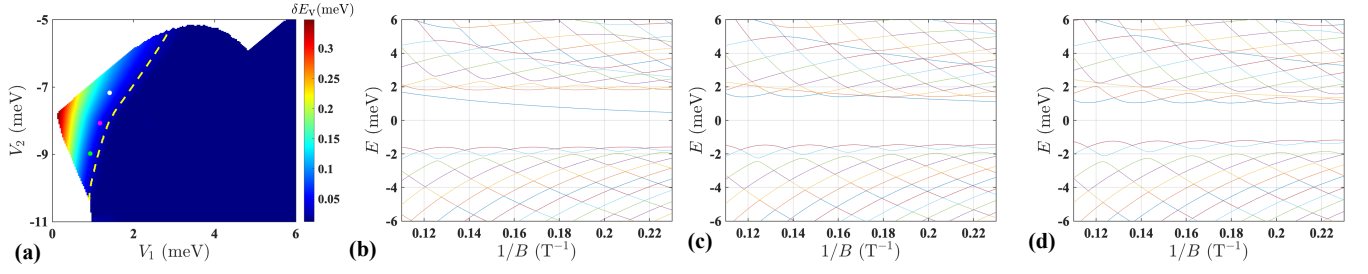 δE_V(meV)
-5
-7
-9
-11
V_2 (meV)
0 2 4 6
V_1 (meV)
0.35
0.3
0.25
0.2
0.15
0.1
0.05
(a)
6
4
2
0
-2
-4
-6
E (meV)
0.12 0.14 0.16 0.18 0.2 0.22
1/B (T⁻¹)
(b)
6
4
2
0
-2
-4
-6
E (meV)
0.12 0.14 0.16 0.18 0.2 0.22
1/B (T⁻¹)
(c)
6
4
2
0
-2
-4
-6
E (meV)
0.12 0.14 0.16 0.18 0.2 0.22
1/B (T⁻¹)
(d)